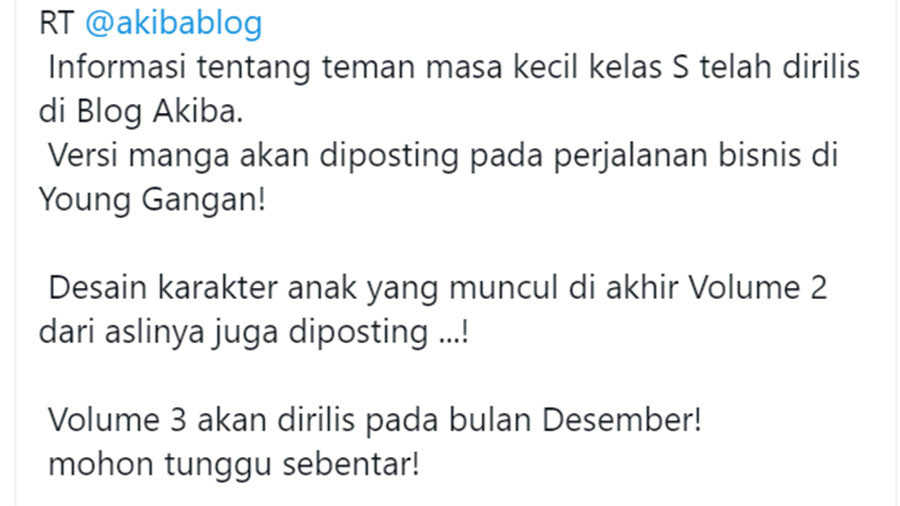 RT @akibablog
Informasi tentang teman masa kecil kelas S telah dirilis
di Blog Akiba.
Versi manga akan diposting pada perjalanan bisnis di
Young Gangan!
Desain karakter anak yang muncul di akhir Volume 2
dari aslinya juga diposting ...!
Volume 3 akan dirilis pada bulan Desember!
mohon tunggu sebentar!